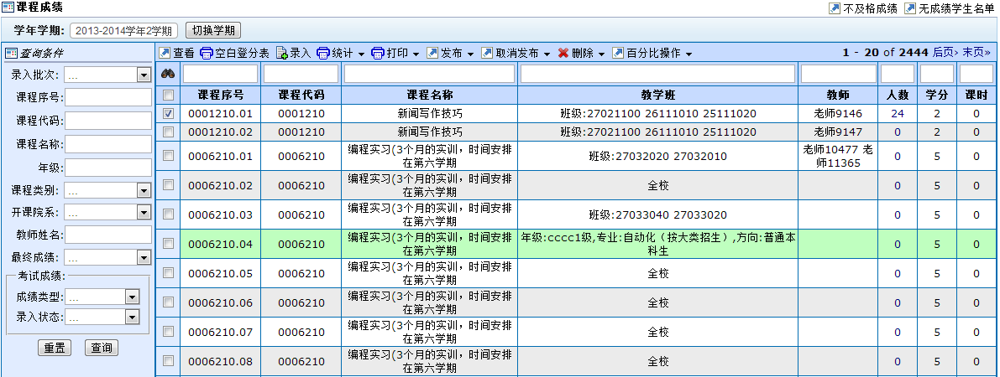 课程成绩 不及格成绩 无成绩学生名单
学年学期: 2013-2014学年2学期 切换学期
查询条件
录入批次: ...
课程序号:
课程代码:
课程名称:
年级:
课程类别: ...
开课院系: ...
教师姓名:
最终成绩: ...
考试成绩:
成绩类型: ...
录入状态: ...
重置 查询
查看 空白登分表 录入 统计 打印 发布 取消发布 删除 百分比操作 1 - 20 of 2444 后页› 末页»
课程序号 课程代码 课程名称 教学班 教师 人数 学分 课时
0001210.01 0001210 新闻写作技巧 班级:27021100 26111010 25111020 老师9146 24 2 0
0001210.02 0001210 新闻写作技巧 班级:27021100 26111010 25111020 老师9147 0 2 0
0006210.01 0006210 编程实习(3个月的实训，时间安排
在第六学期 班级:27032020 27032010 老师10477 老
师11365 0 5 0
0006210.02 0006210 编程实习(3个月的实训，时间安排
在第六学期 全校 0 5 0
0006210.03 0006210 编程实习(3个月的实训，时间安排
在第六学期 班级:27033040 27033020 0 5 0
0006210.04 0006210 编程实习(3个月的实训，时间安排
在第六学期 年级:cccc1级,专业:自动化（按大类招生）,方向:普通本
科生 0 5 0
0006210.05 0006210 编程实习(3个月的实训，时间安排
在第六学期 全校 0 5 0
0006210.06 0006210 编程实习(3个月的实训，时间安排
在第六学期 全校 0 5 0
0006210.07 0006210 编程实习(3个月的实训，时间安排
在第六学期 全校 0 5 0
0006210.08 0006210 编程实习(3个月的实训，时间安排
在第六学期 全校 0 5 0